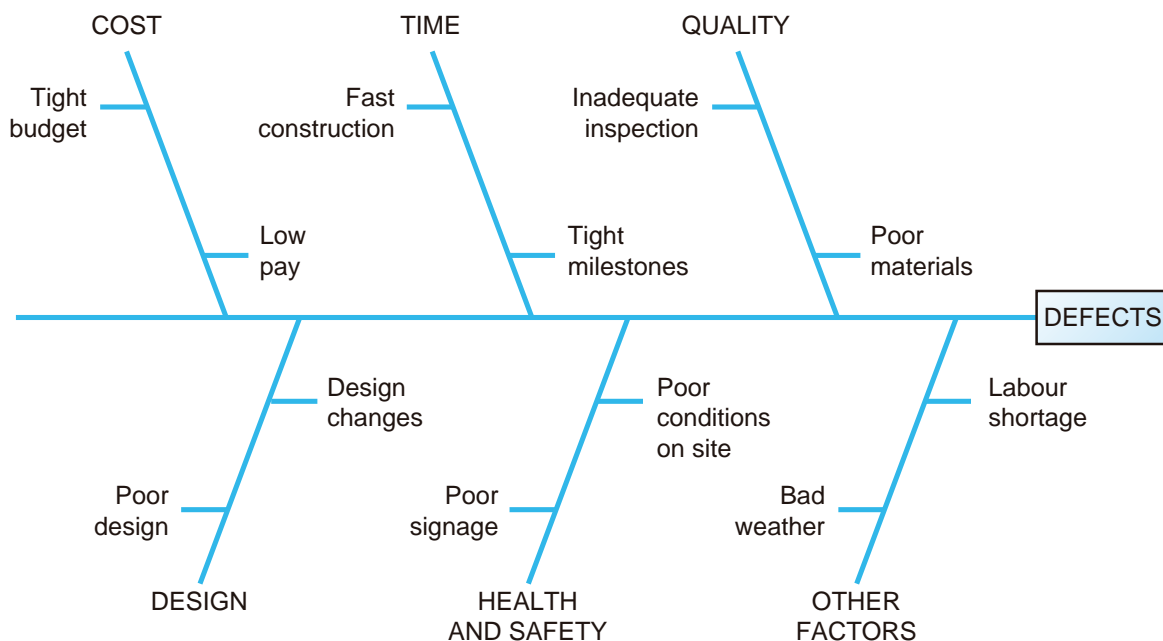 COST
TIME
QUALITY
Tight
budget
Fast
construction
Inadequate
inspection
Low
pay
Tight
milestones
Poor
materials
DEFECTS
Design
changes
Poor
conditions
on site
Labour
shortage
Poor
design
Poor
signage
Bad
weather
DESIGN
HEALTH
AND SAFETY
OTHER
FACTORS